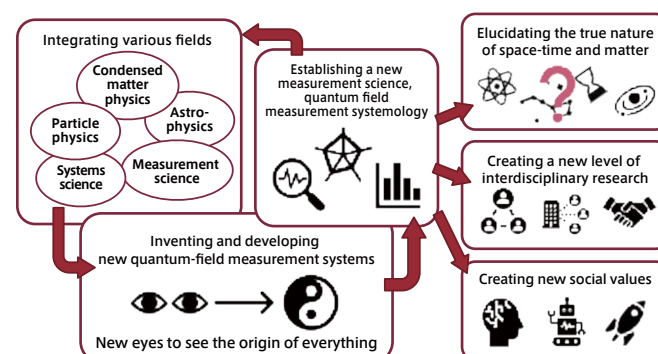 Integrating various fields
Condensed
matter
physics
Astro-
physics
Particle
physics
Systems
science
Measurement
science
Establishing a new
measurement science,
quantum field
measurement systemology
Inventing and developing
new quantum-field measurement systems
New eyes to see the origin of everything
Elucidating the true nature
of space-time and matter
?
Creating a new level of
interdisciplinary research
Creating new social values